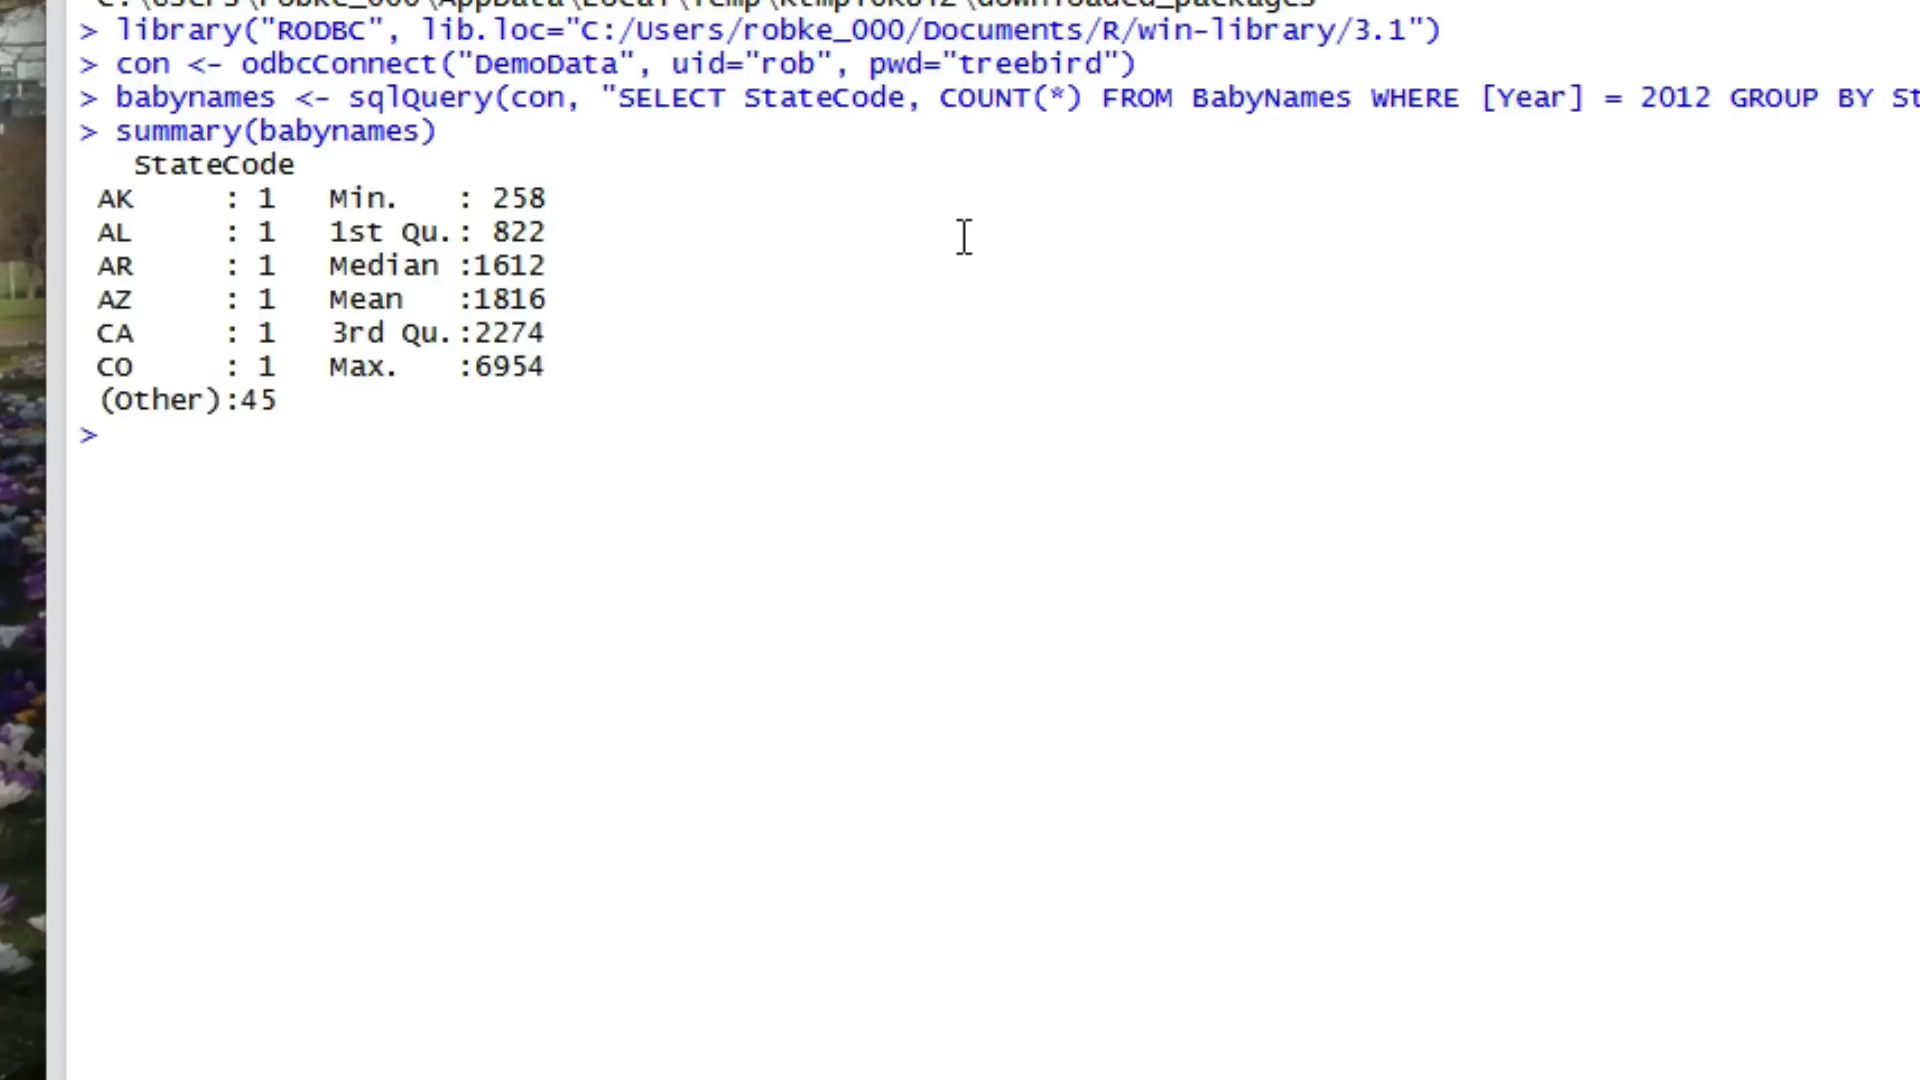 > library("RODBC", lib.loc="C:/Users/robke_000/Documents/R/win-library/3.1")
> con <- odbcConnect("DemoData", uid="rob", pwd="treebird")
> babynames <- sqlQuery(con, "SELECT StateCode, COUNT(*) FROM BabyNames WHERE [Year] = 2012 GROUP BY St
> summary(babynames)
StateCode
AK : 1 Min. : 258
AL : 1 1st Qu.: 822
AR : 1 Median :1612
AZ : 1 Mean :1816
CA : 1 3rd Qu.:2274
CO : 1 Max. :6954
(Other):45
>